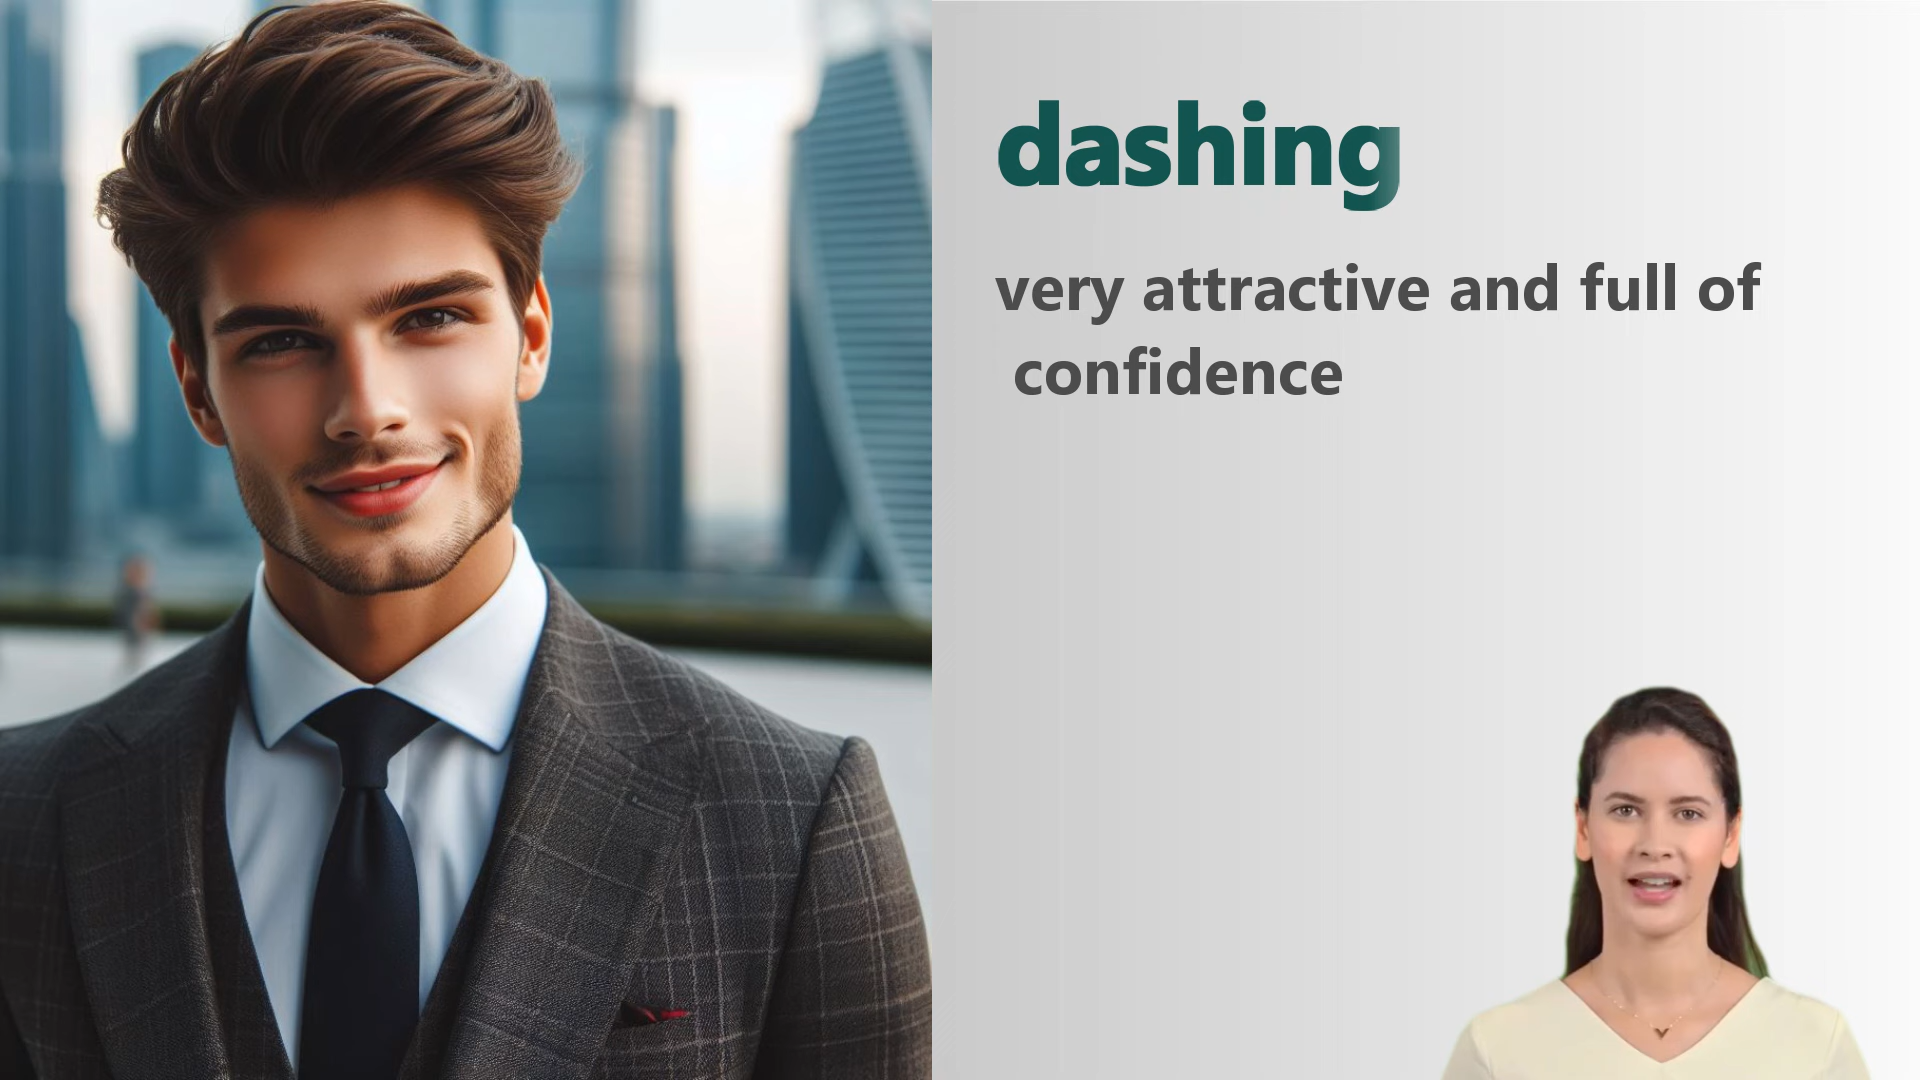 dashing
very attractive and full of
confidence